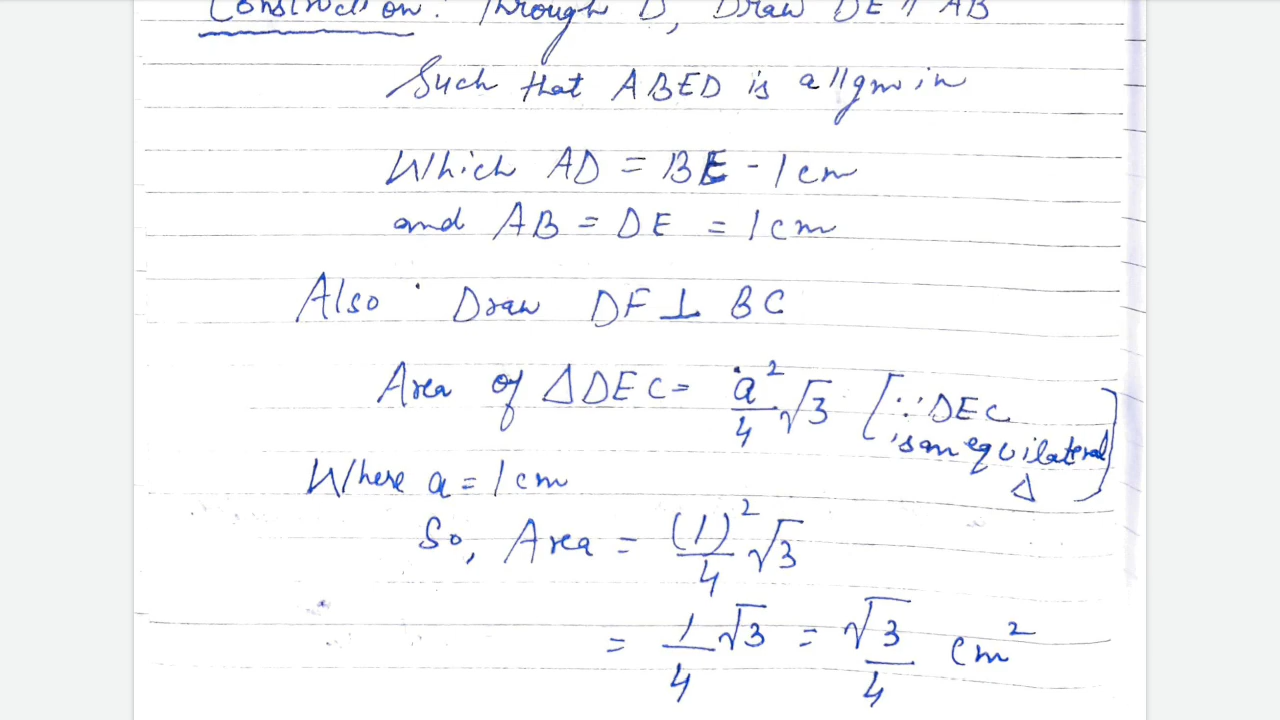 Construction: Through D, Draw DE || AB
Such that ABED is a ||gm in
Which AD = BE - 1 cm
and AB = DE = 1 cm
Also Draw DF ⊥ BC
Area of ΔDEC = a²/4 √3 [∵ DEC
is an equilateral
Δ]
Where a = 1 cm
So, Area = (1)²/4 √3
= 1/4 √3 = √3/4 cm²